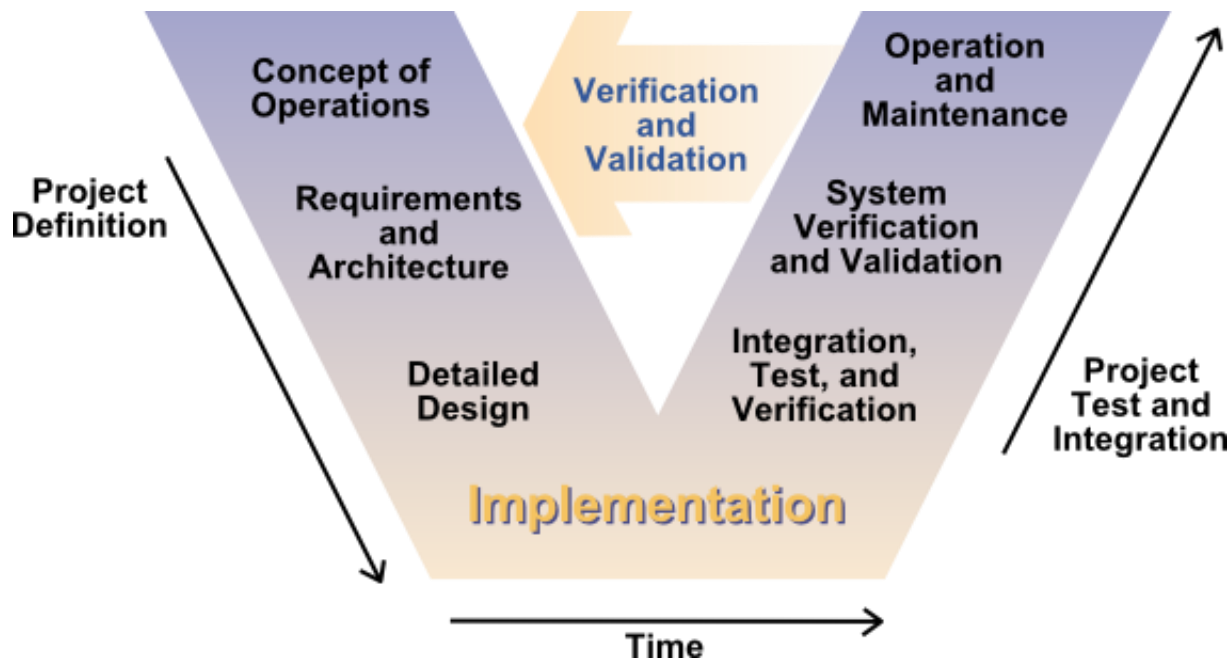 Concept of
Operations
Verification
and
Validation
Operation
and
Maintenance
Project
Definition
Requirements
and
Architecture
System
Verification
and Validation
Detailed
Design
Integration,
Test, and
Verification
Project
Test and
Integration
Implementation
Time